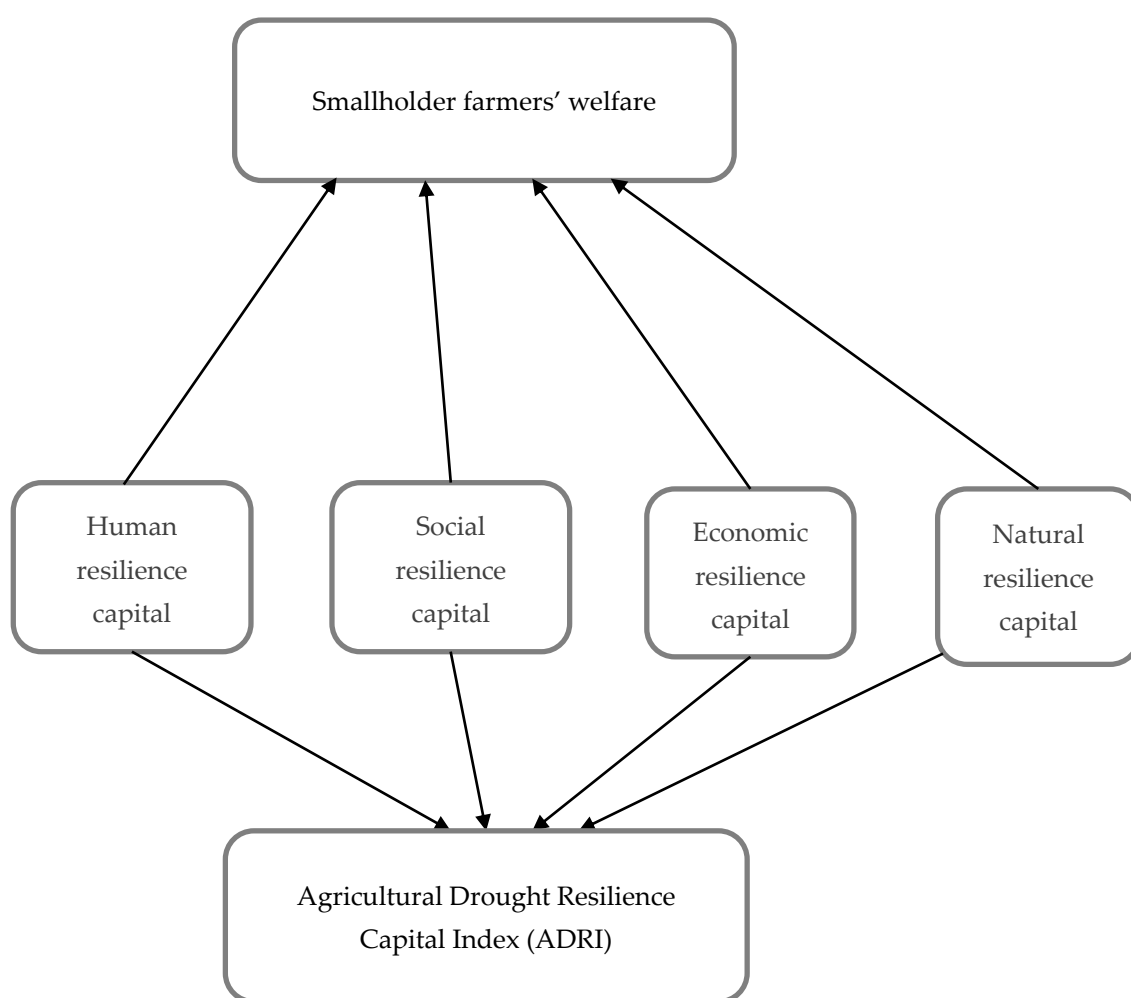 Smallholder farmers’ welfare
Human
resilience
capital
Social
resilience
capital
Economic
resilience
capital
Natural
resilience
capital
Agricultural Drought Resilience
Capital Index (ADRI)